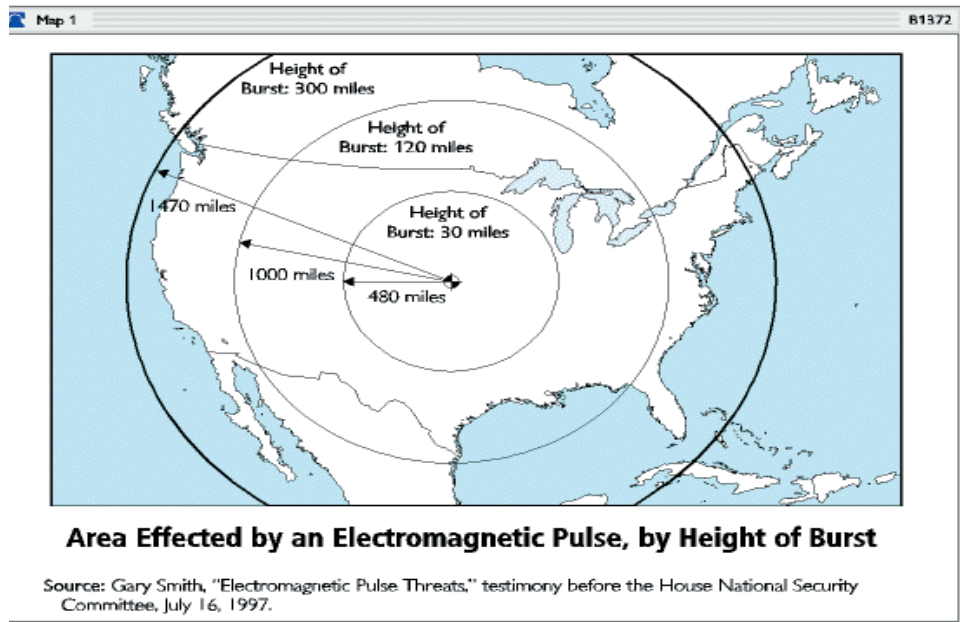 Map 1
B1372
Height of
Burst: 300 miles
Height of
Burst: 120 miles
Height of
Burst: 30 miles
1470 miles
1000 miles
480 miles
Area Effected by an Electromagnetic Pulse, by Height of Burst
Source: Gary Smith, "Electromagnetic Pulse Threats," testimony before the House National Security
Committee, July 16, 1997.